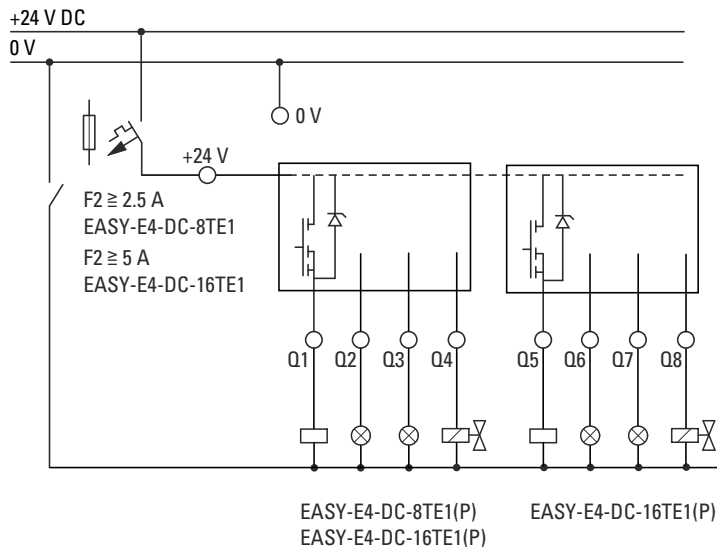 +24 V DC
0 V
0 V
+24 V
F2 ≧ 2.5 A
EASY-E4-DC-8TE1
F2 ≧ 5 A
EASY-E4-DC-16TE1
Q1 Q2 Q3 Q4 Q5 Q6 Q7 Q8
EASY-E4-DC-8TE1(P) EASY-E4-DC-16TE1(P)
EASY-E4-DC-16TE1(P)